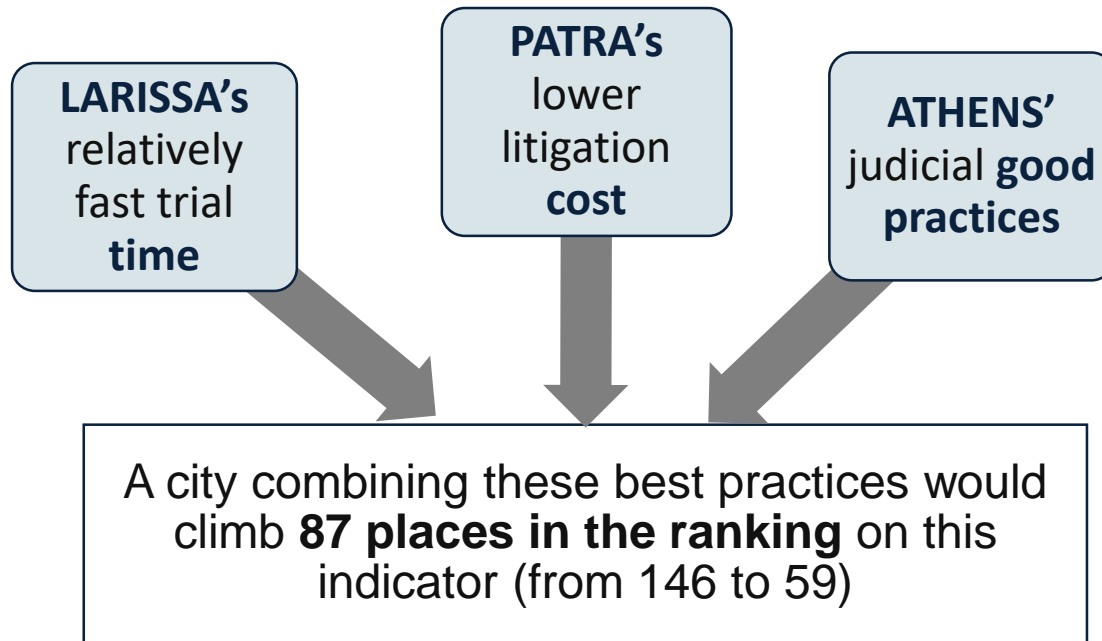 LARISSA’s
relatively
fast trial
time
PATRA’s
lower
litigation
cost
ATHENS’
judicial good
practices
A city combining these best practices would
climb 87 places in the ranking on this
indicator (from 146 to 59)